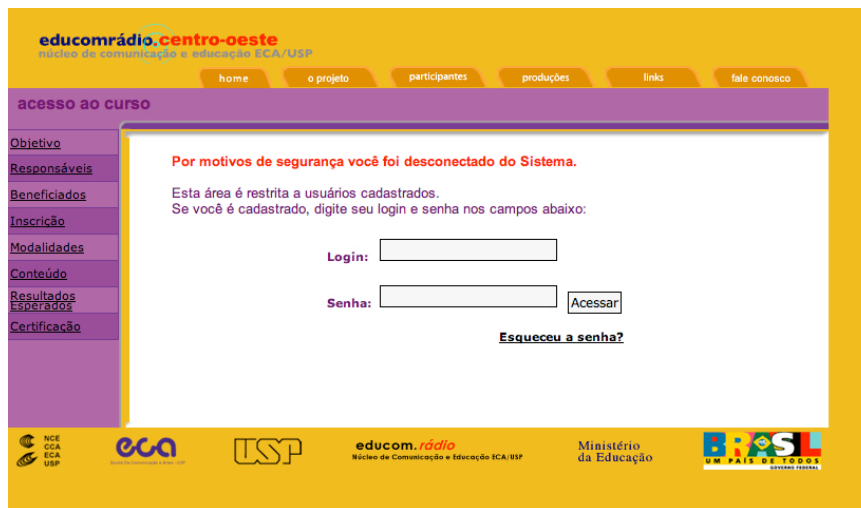 educomrádio.centro-oeste
núcleo de comunicação e educação ECA/USP
home
o projeto
participantes
produções
links
fale conosco
acesso ao curso
Objetivo
Responsáveis
Beneficiados
Inscrição
Modalidades
Conteúdo
Resultados
Esperados
Certificação
Por motivos de segurança você foi desconectado do Sistema.
Esta área é restrita a usuários cadastrados.
Se você é cadastrado, digite seu login e senha nos campos abaixo:
Login:
Senha:
Acessar
Esqueceu a senha?
NCE
CCA
ECA
USP
eca
USP
educom.rádio
Núcleo de Comunicação e Educação ECA/USP
Ministério
da Educação
BRASIL
UM PAÍS DE TODOS
GOVERNO FEDERAL